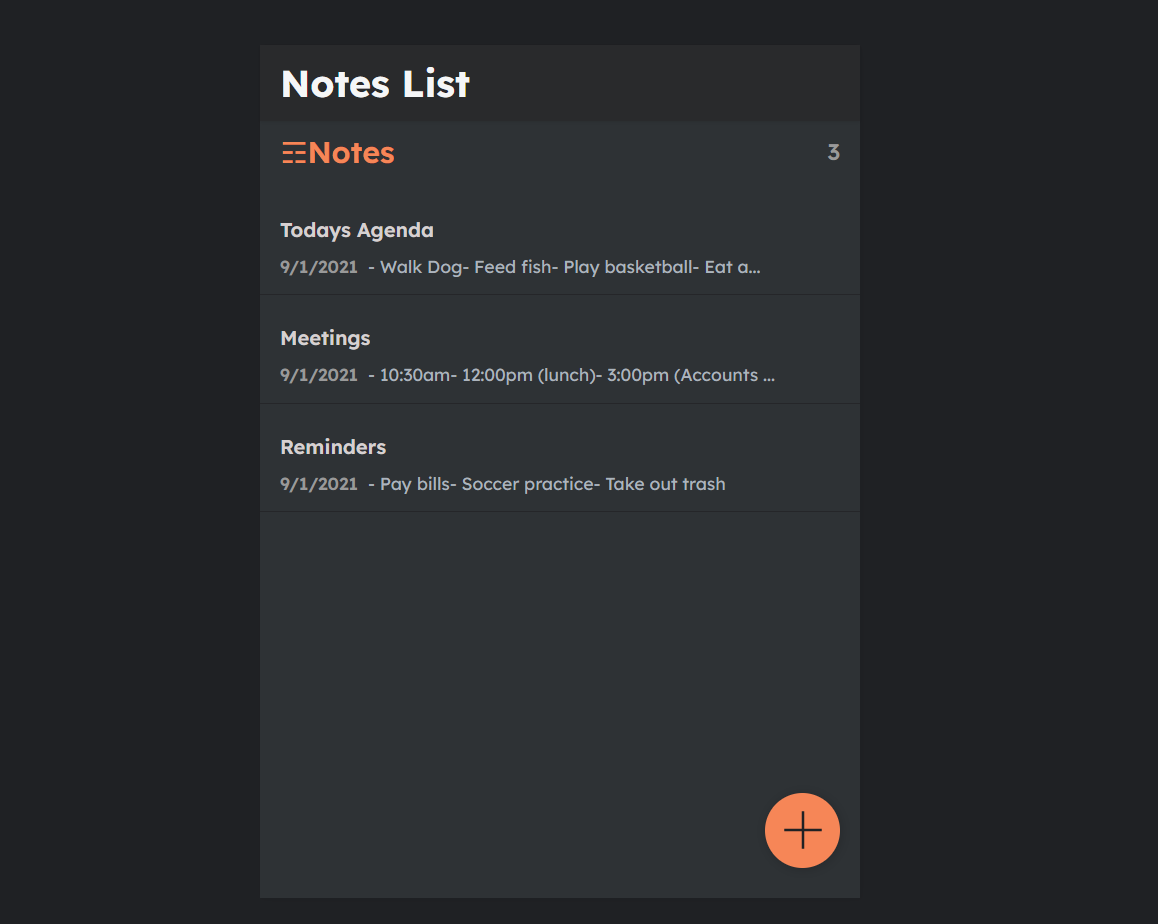 Notes List
Notes
3
Todays Agenda
9/1/2021 - Walk Dog- Feed fish- Play basketball- Eat a...
Meetings
9/1/2021 - 10:30am- 12:00pm (lunch)- 3:00pm (Accounts ...
Reminders
9/1/2021 - Pay bills- Soccer practice- Take out trash